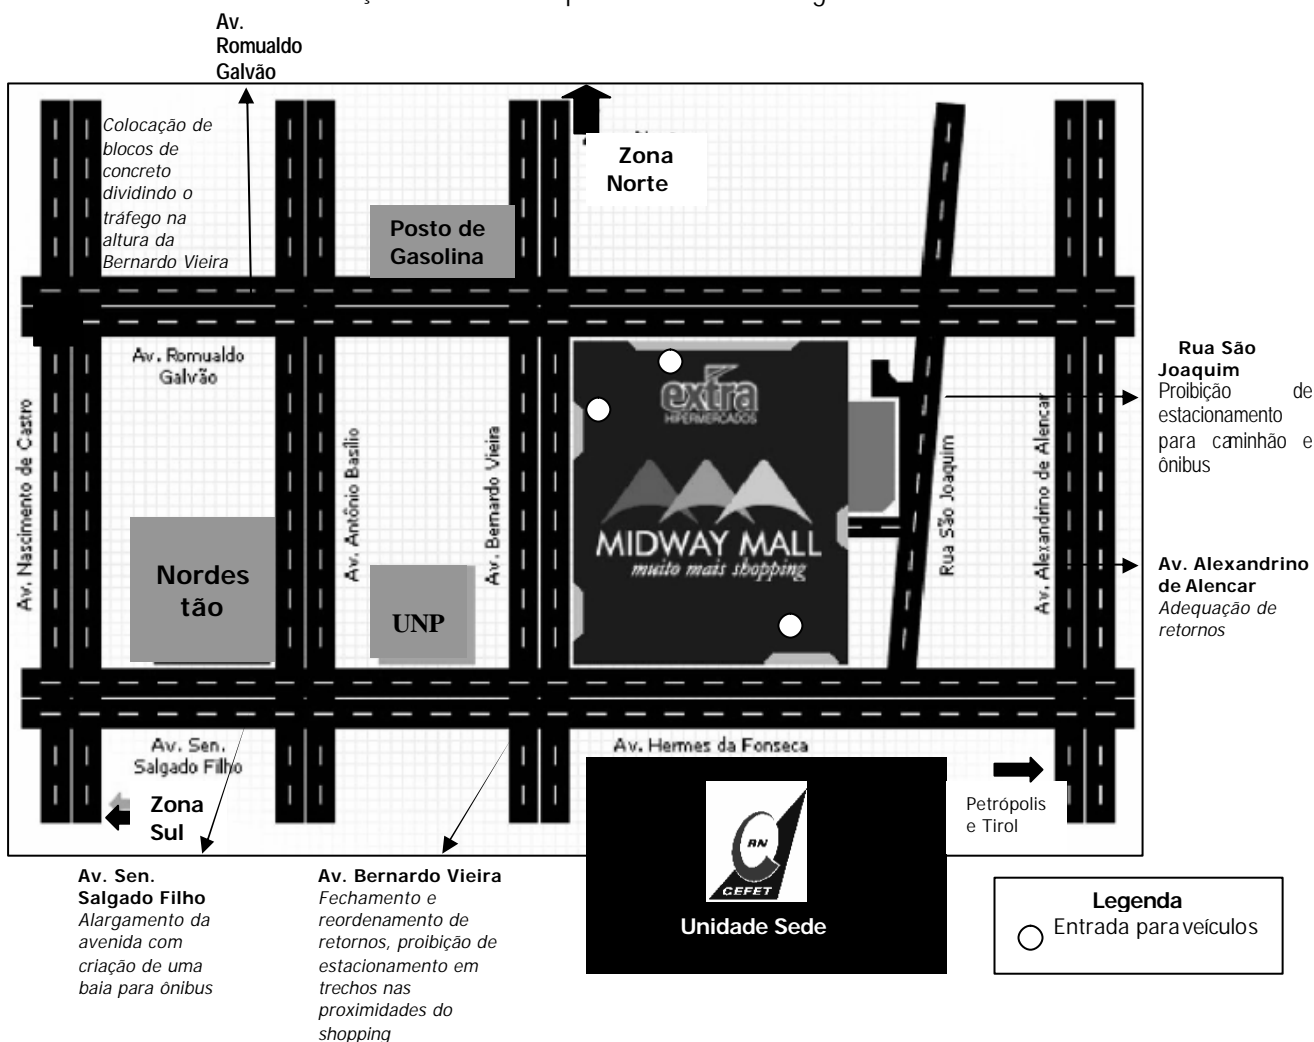 Av.
Romualdo
Galvão
Colocação de
blocos de
concreto
dividindo o
tráfego na
altura da
Bernardo Vieira
Zona
Norte
Posto de
Gasolina
Av. Romualdo
Galvão
extra
HIPERMERCADOS
MIDWAY MALL
muito mais shopping
Av. Nascimento de Castro
Av. Antônio Basílio
Av. Bernardo Vieira
Rua São Joaquim
Av. Alexandrino de Alencar
Nordes
tão
UNP
Rua São
Joaquim
Proibição de
estacionamento
para caminhão e
ônibus
Av. Alexandrino
de Alencar
Adequação de
retornos
Av. Sen.
Salgado Filho
Av. Hermes da Fonseca
Zona
Sul
Petrópolis
e Tirol
RN
CEFET
Unidade Sede
Av. Sen.
Salgado Filho
Alargamento da
avenida com
criação de uma
baia para ônibus
Av. Bernardo Vieira
Fechamento e
reordenamento de
retornos, proibição de
estacionamento em
trechos nas
proximidades do
shopping
Legenda
Entrada para veículos